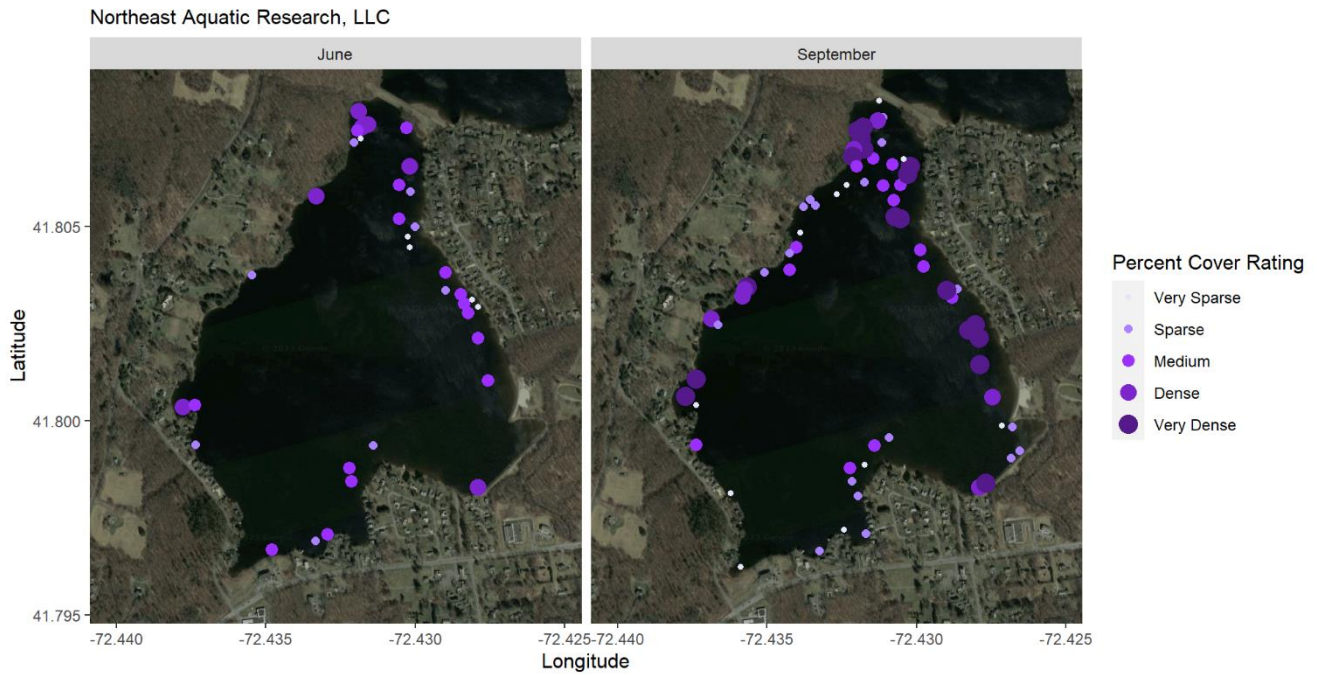 Northeast Aquatic Research, LLC
June
September
Latitude
41.805
41.800
41.795
-72.440
-72.435
-72.430
-72.425
-72.440
-72.435
-72.430
-72.425
Longitude
Percent Cover Rating
Very Sparse
Sparse
Medium
Dense
Very Dense